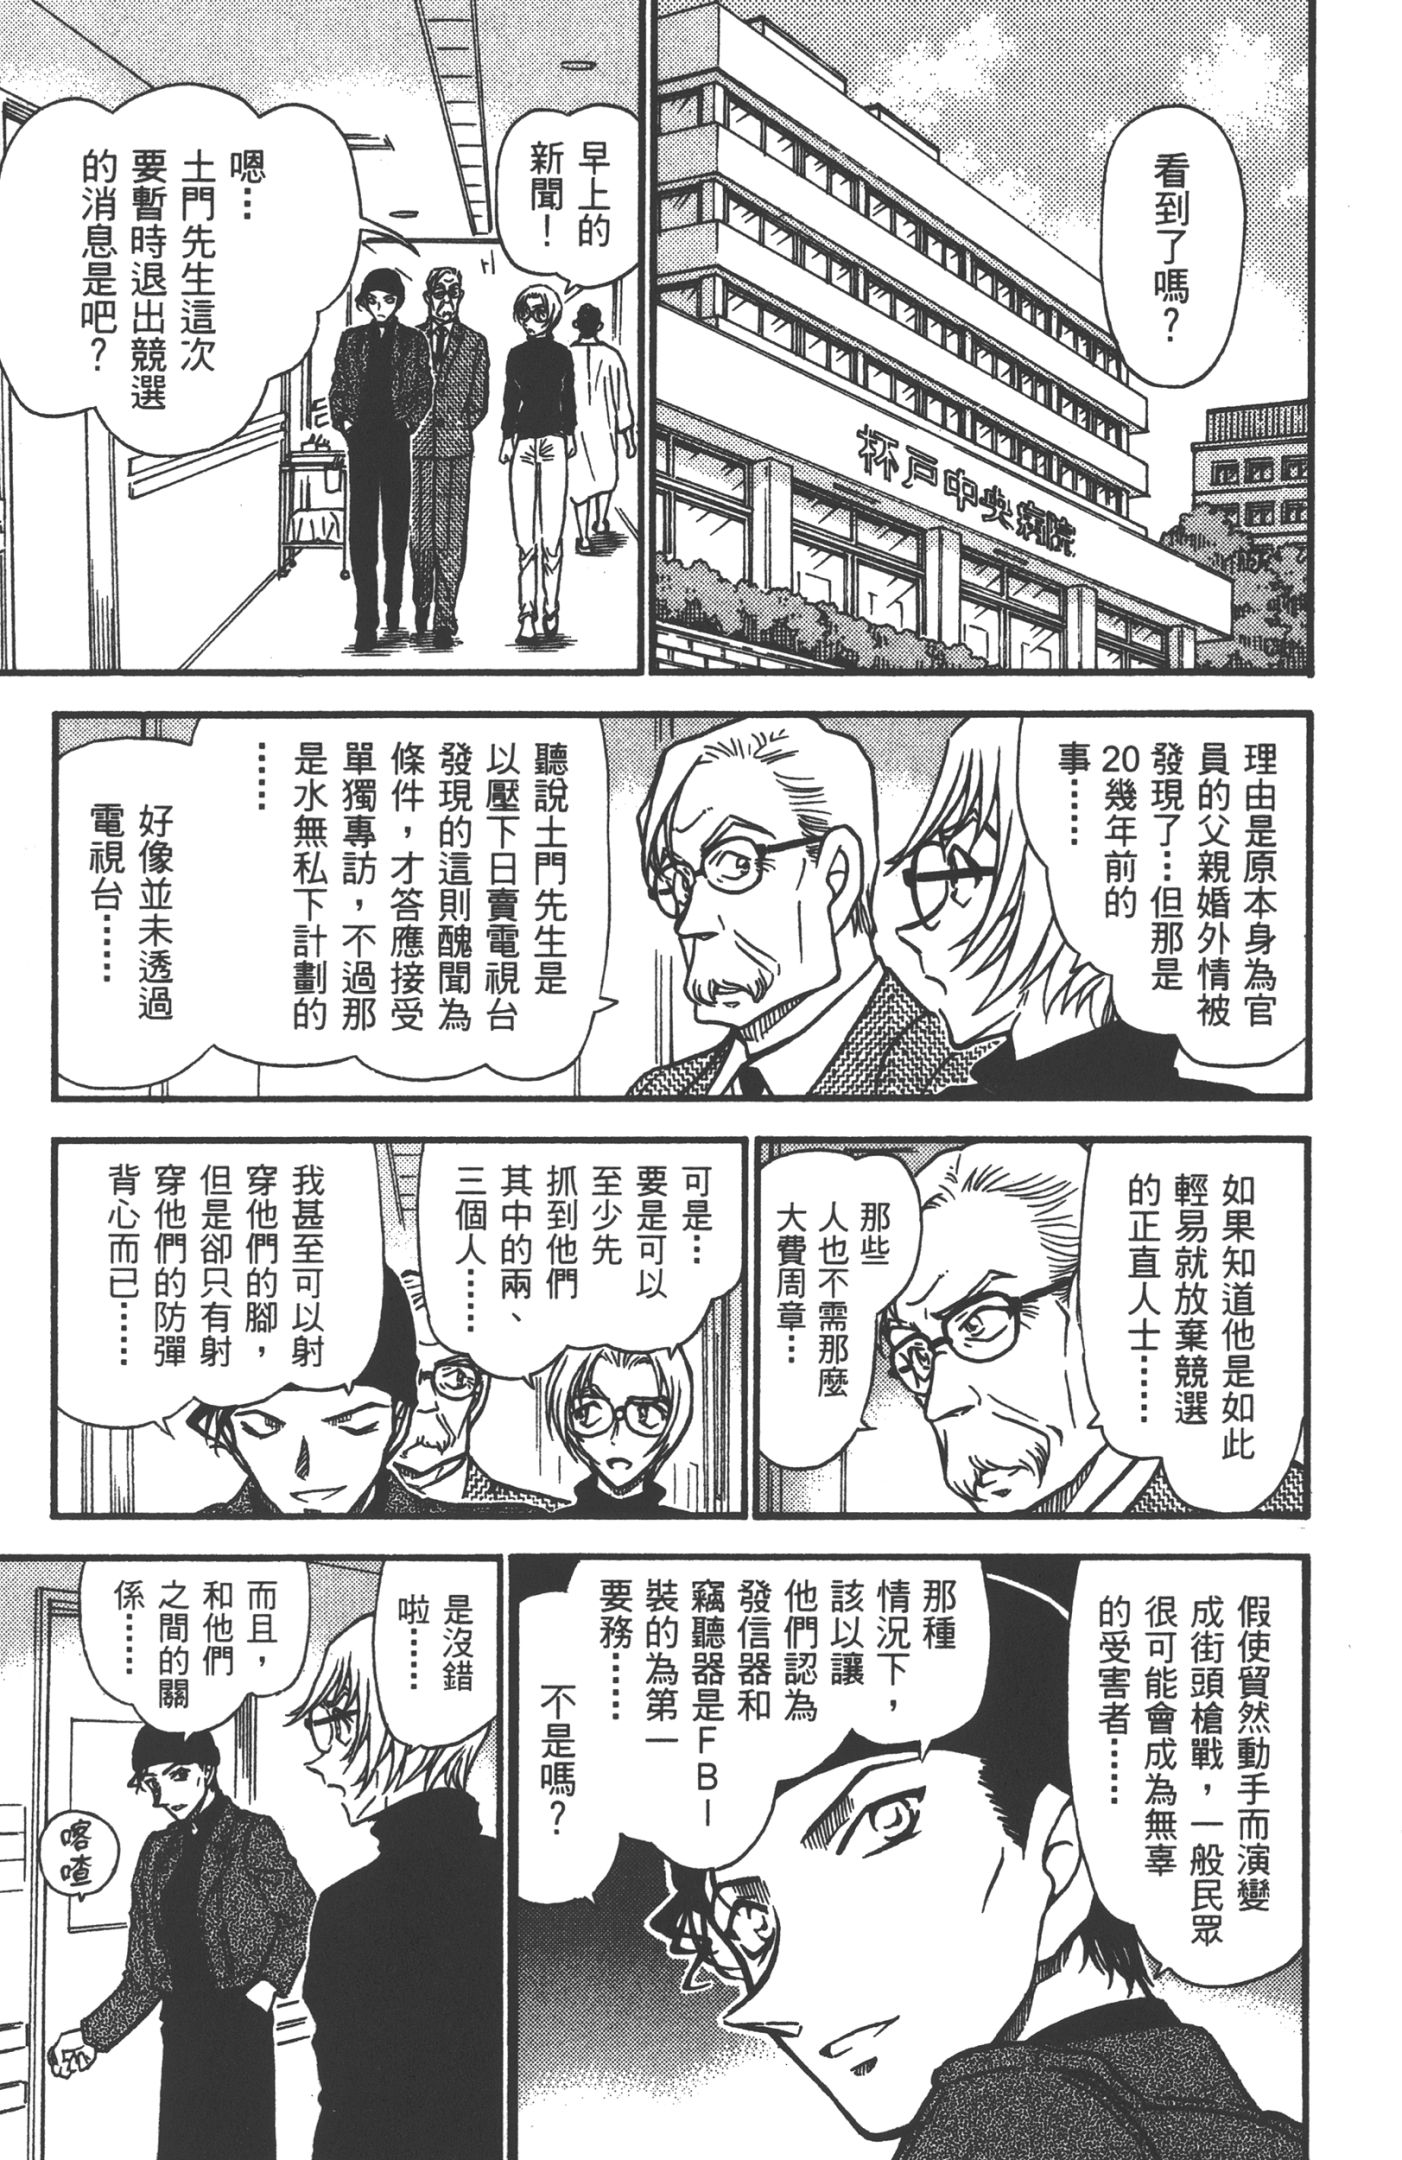 看到了嗎？
杯戸中央病院
早上的
新聞！
嗯…
土門先生這次
要暫時退出競選
的消息是吧？
理由是原本身為官
員的父親婚外情被
發現了…但那是
20幾年前的
事……
聽說土門先生是
以壓下日賣電視台
發現的這則醜聞為
條件，才答應接受
單獨專訪，不過那
是水無私下計劃的
……
好像並未透過
電視台……
如果知道他是如此
輕易就放棄競選
的正直人士……
那些
人也不需那麼
大費周章…
可是…
要是可以
至少先
抓到他們
其中的兩、
三個人……
我甚至可以射
穿他們的腳，
但是卻只有射
穿他們的防彈
背心而已……
假使貿然動手而演變
成街頭槍戰，一般民眾
很可能會成為無辜
的受害者……
那種
情況下，
該以讓
他們認為
發信器和
竊聽器是FBI
裝的為第一
要務……
不是嗎？
是沒錯
啦……
而且，
和他們
之間的關
係……
喀喳